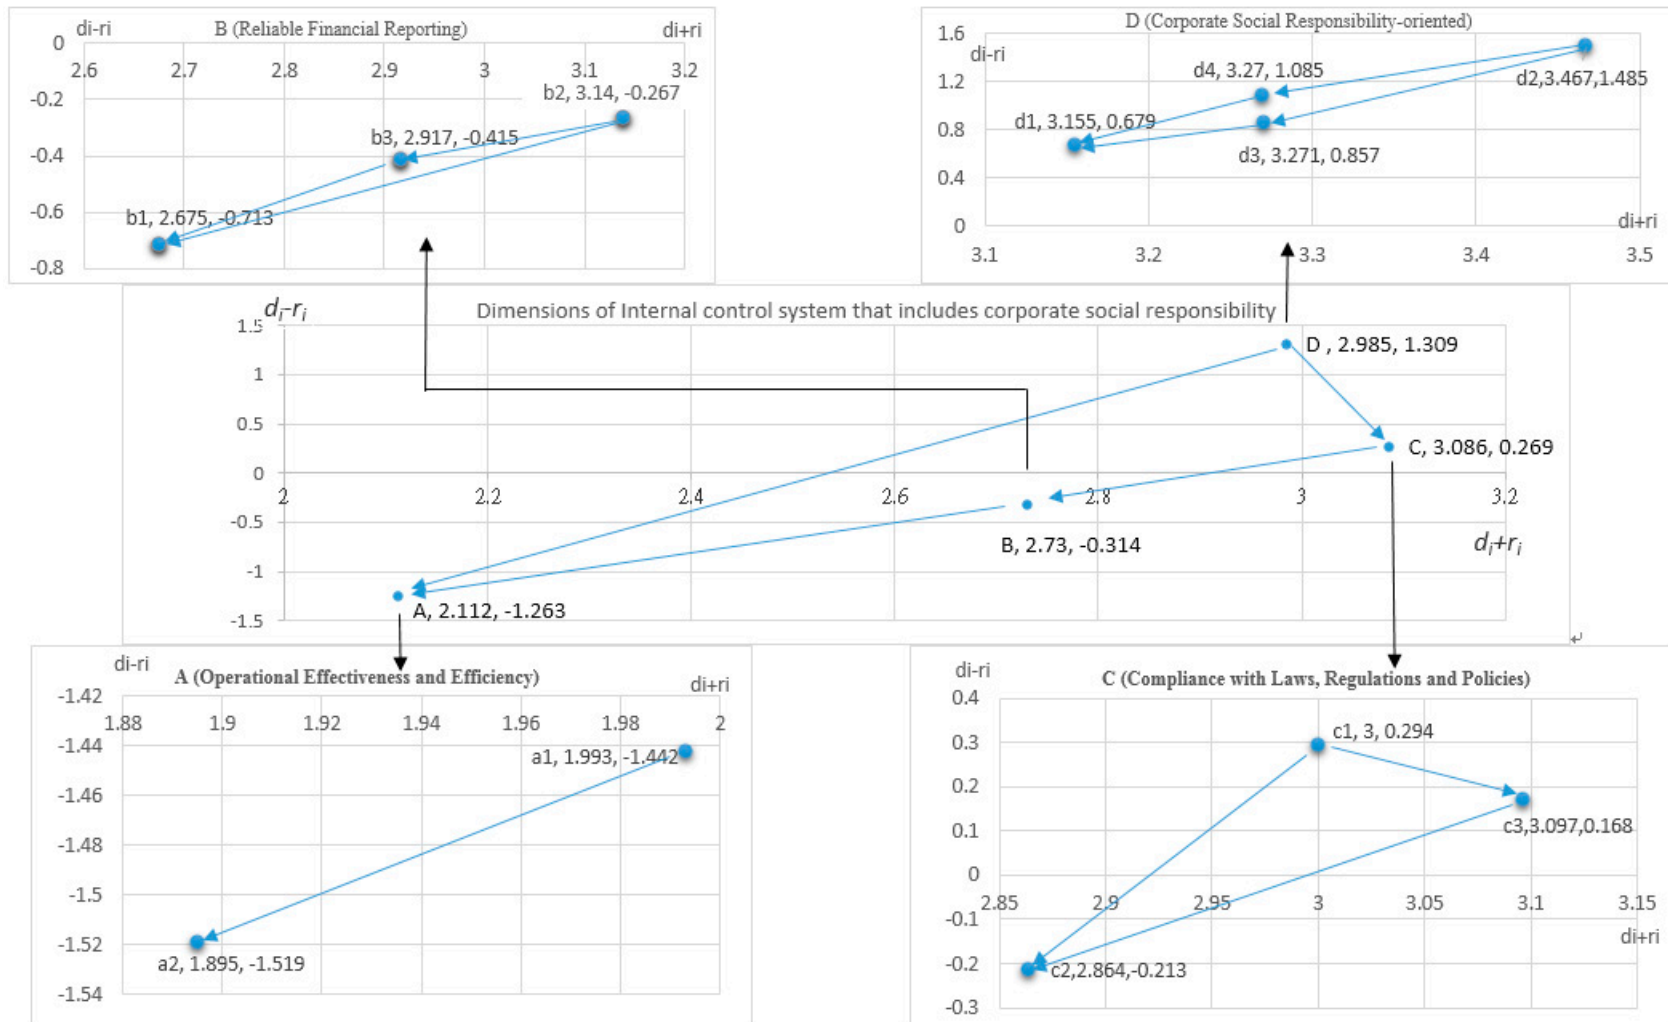 di-ri
B (Reliable Financial Reporting)
di+ri
0
2.6 2.7 2.8 2.9 3 3.1 3.2
-0.2
b2, 3.14, -0.267
b3, 2.917, -0.415
-0.4
-0.6
b1, 2.675, -0.713
-0.8
D (Corporate Social Responsibility-oriented)
1.6
di-ri
d4, 3.27, 1.085
d2,3.467,1.485
1.2
d1, 3.155, 0.679
0.8
d3, 3.271, 0.857
0.4
0
di+ri
3.1 3.2 3.3 3.4 3.5
di-ri
Dimensions of Internal control system that includes corporate social responsibility
1.5
D , 2.985, 1.309
1
0.5
C, 3.086, 0.269
0
2 2.2 2.4 2.6 2.8 3 3.2
-0.5
B, 2.73, -0.314
di+ri
-1
A, 2.112, -1.263
-1.5
di-ri
A (Operational Effectiveness and Efficiency)
di+ri
-1.42
1.88 1.9 1.92 1.94 1.96 1.98 2
-1.44
a1, 1.993, -1.442
-1.46
-1.48
-1.5
-1.52
a2, 1.895, -1.519
-1.54
di-ri
C (Compliance with Laws, Regulations and Policies)
0.4
c1, 3, 0.294
0.3
0.2
c3,3.097,0.168
0.1
0
2.85 2.9 2.95 3 3.05 3.1 3.15
-0.1
di+ri
-0.2
c2,2.864,-0.213
-0.3